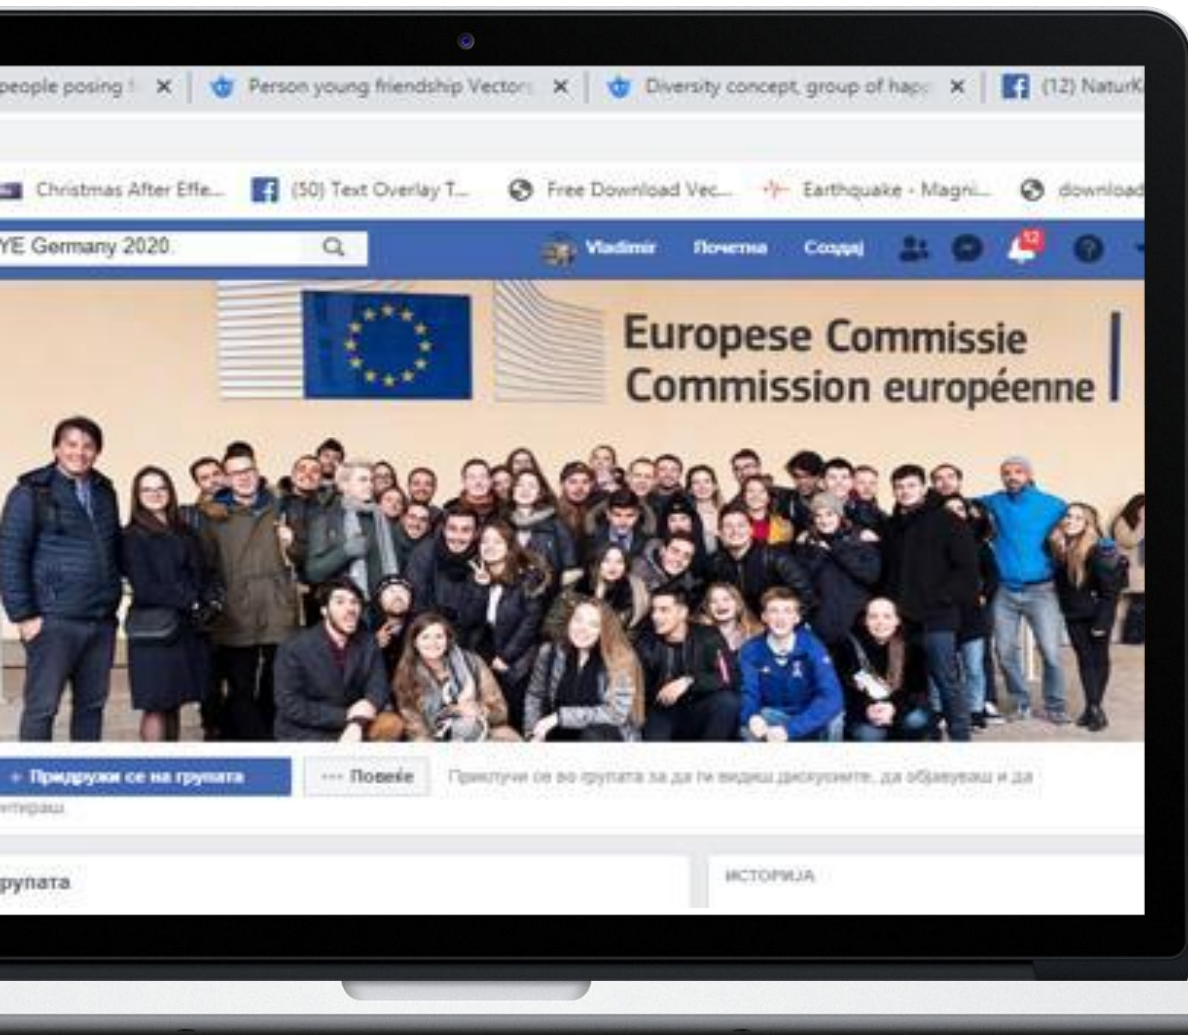 people posing f
Person young friendship Vector
Diversity concept, group of happ
(12) NaturK
Christmas After Effe...
(50) Text Overlay T...
Free Download Vec...
Earthquake - Magni...
download
YE Germany 2020.
Vladimir
Почетна
Создај
12
Europese Commissie
Commission européenne
+ Придружи се на групата
••• Повеќе
Приклучи се во групата за да ги видиш дискусиите, да објавуваш и да
нтираш.
рупата
ИСТОРИЈА